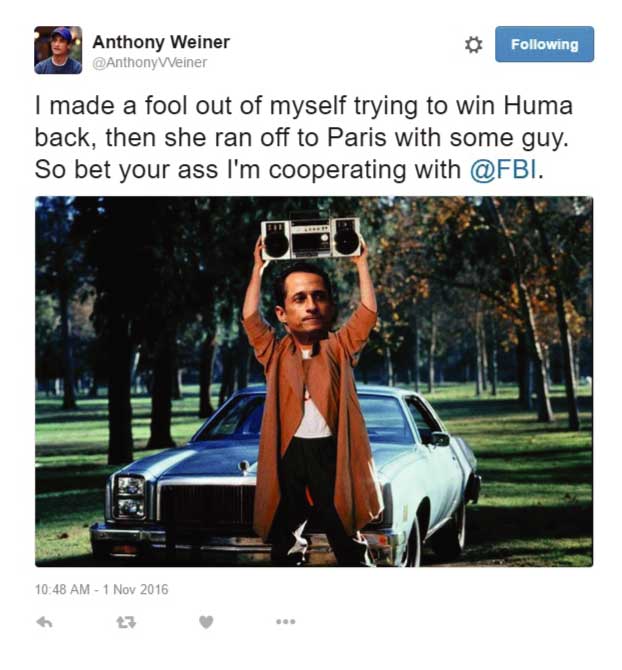 Anthony Weiner
@AnthonyVVeiner
Following
I made a fool out of myself trying to win Huma
back, then she ran off to Paris with some guy.
So bet your ass I'm cooperating with @FBI.
10:48 AM - 1 Nov 2016